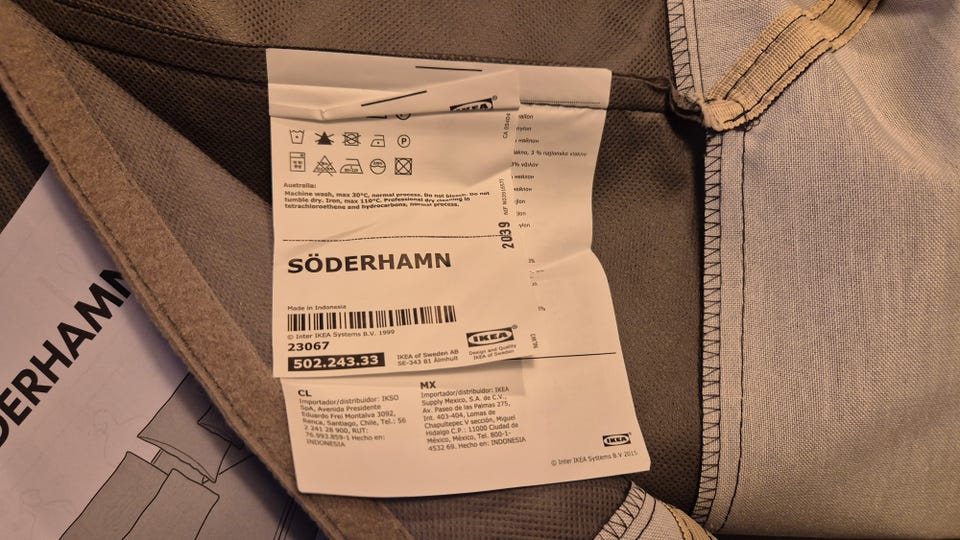 IKEA®
Australia:
Machine wash, max 30°C, normal process. Do not bleach. Do not
tumble dry. Iron, max 110°C. Professional dry cleaning in
tetrachloroethene and hydrocarbons, normal process.
2039
SÖDERHAMN
Made in Indonesia
© Inter IKEA Systems B.V. 1999
23067
502.243.33
IKEA of Sweden AB
SE-343 81 Älmhult
IKEA®
Design and Quality
IKEA of Sweden
CL
Importador/distribuidor: IKSO
SpA, Avenida Presidente
Eduardo Frei Montalva 3092,
Renca, Santiago, Chile, Tel.: 56
2 241 28 900, RUT:
76.993.859-1 Hecho en:
INDONESIA
MX
Importador/distribuidor: IKEA
Supply Mexico, S.A. de C.V.,
Av. Paseo de las Palmas 275,
Int. 403-404, Lomas de
Chapultepec V sección, Miguel
Hidalgo C.P.: 11000 Ciudad de
México, México, Tel. 800-1-
4532 69. Hecho en: INDONESIA
IKEA®
© Inter IKEA Systems B.V 2015
3 % najlonske vlakno
DERHAMN